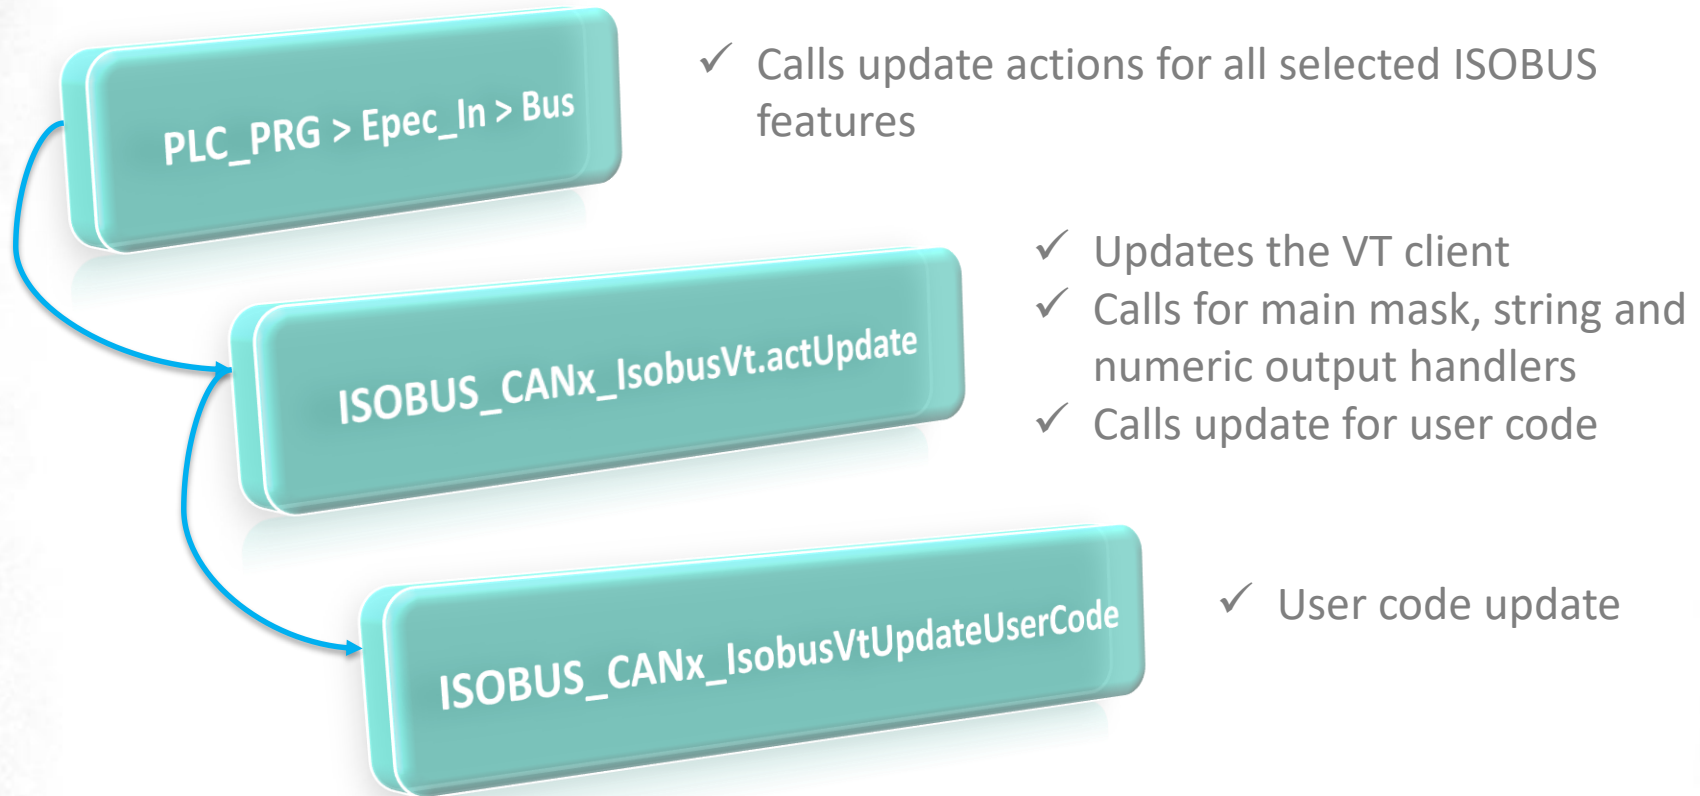 PLC_PRG > Epec_In > Bus
✓ Calls update actions for all selected ISOBUS
features
ISOBUS_CANx_IsobusVt.actUpdate
✓ Updates the VT client
✓ Calls for main mask, string and
numeric output handlers
✓ Calls update for user code
ISOBUS_CANx_IsobusVtUpdateUserCode
✓ User code update